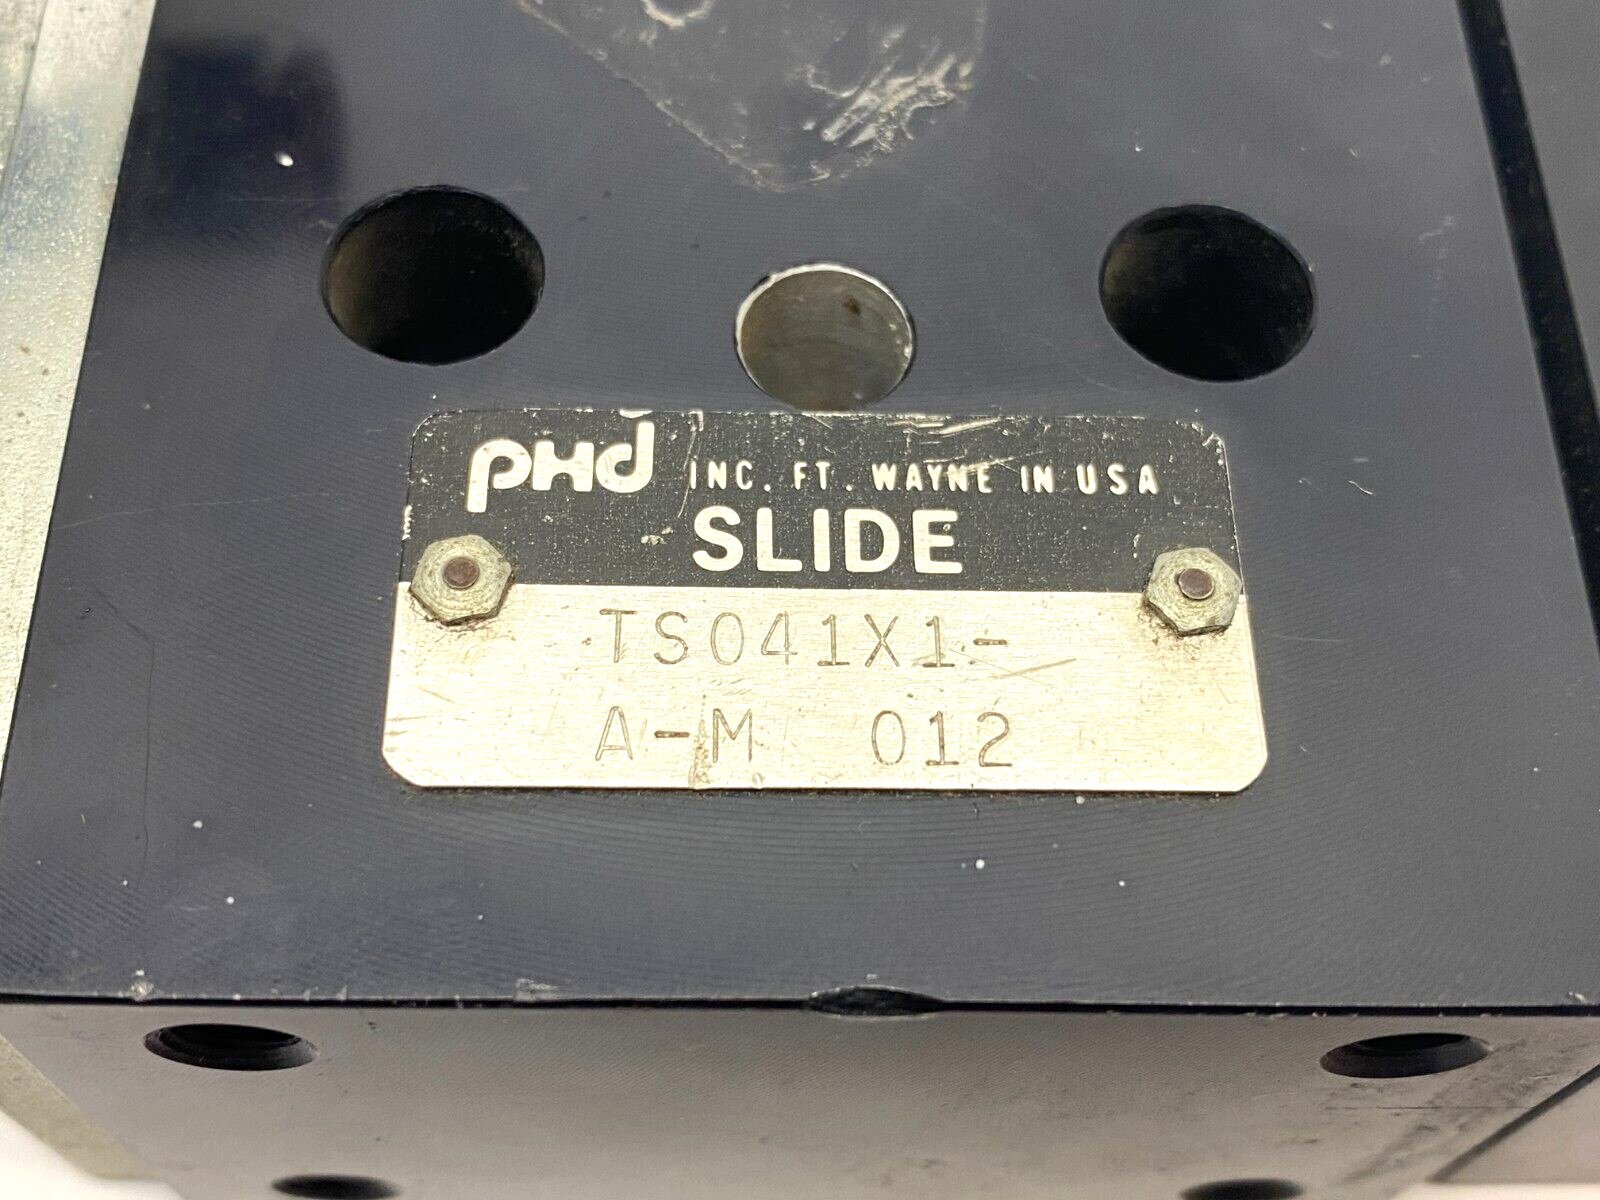 PHD INC. FT. WAYNE IN USA
SLIDE
TS041X1-
A-M 012